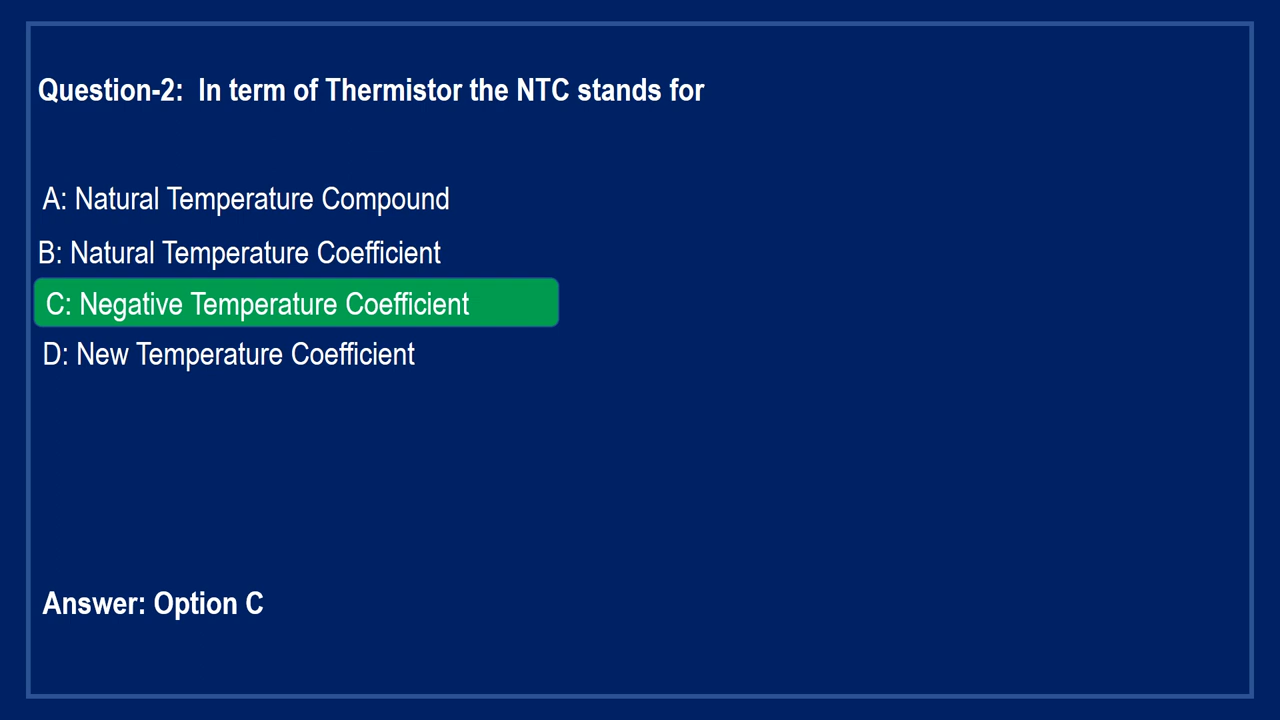 Question-2:  In term of Thermistor the NTC stands for
A: Natural Temperature Compound
B: Natural Temperature Coefficient
C: Negative Temperature Coefficient
D: New Temperature Coefficient
Answer: Option C